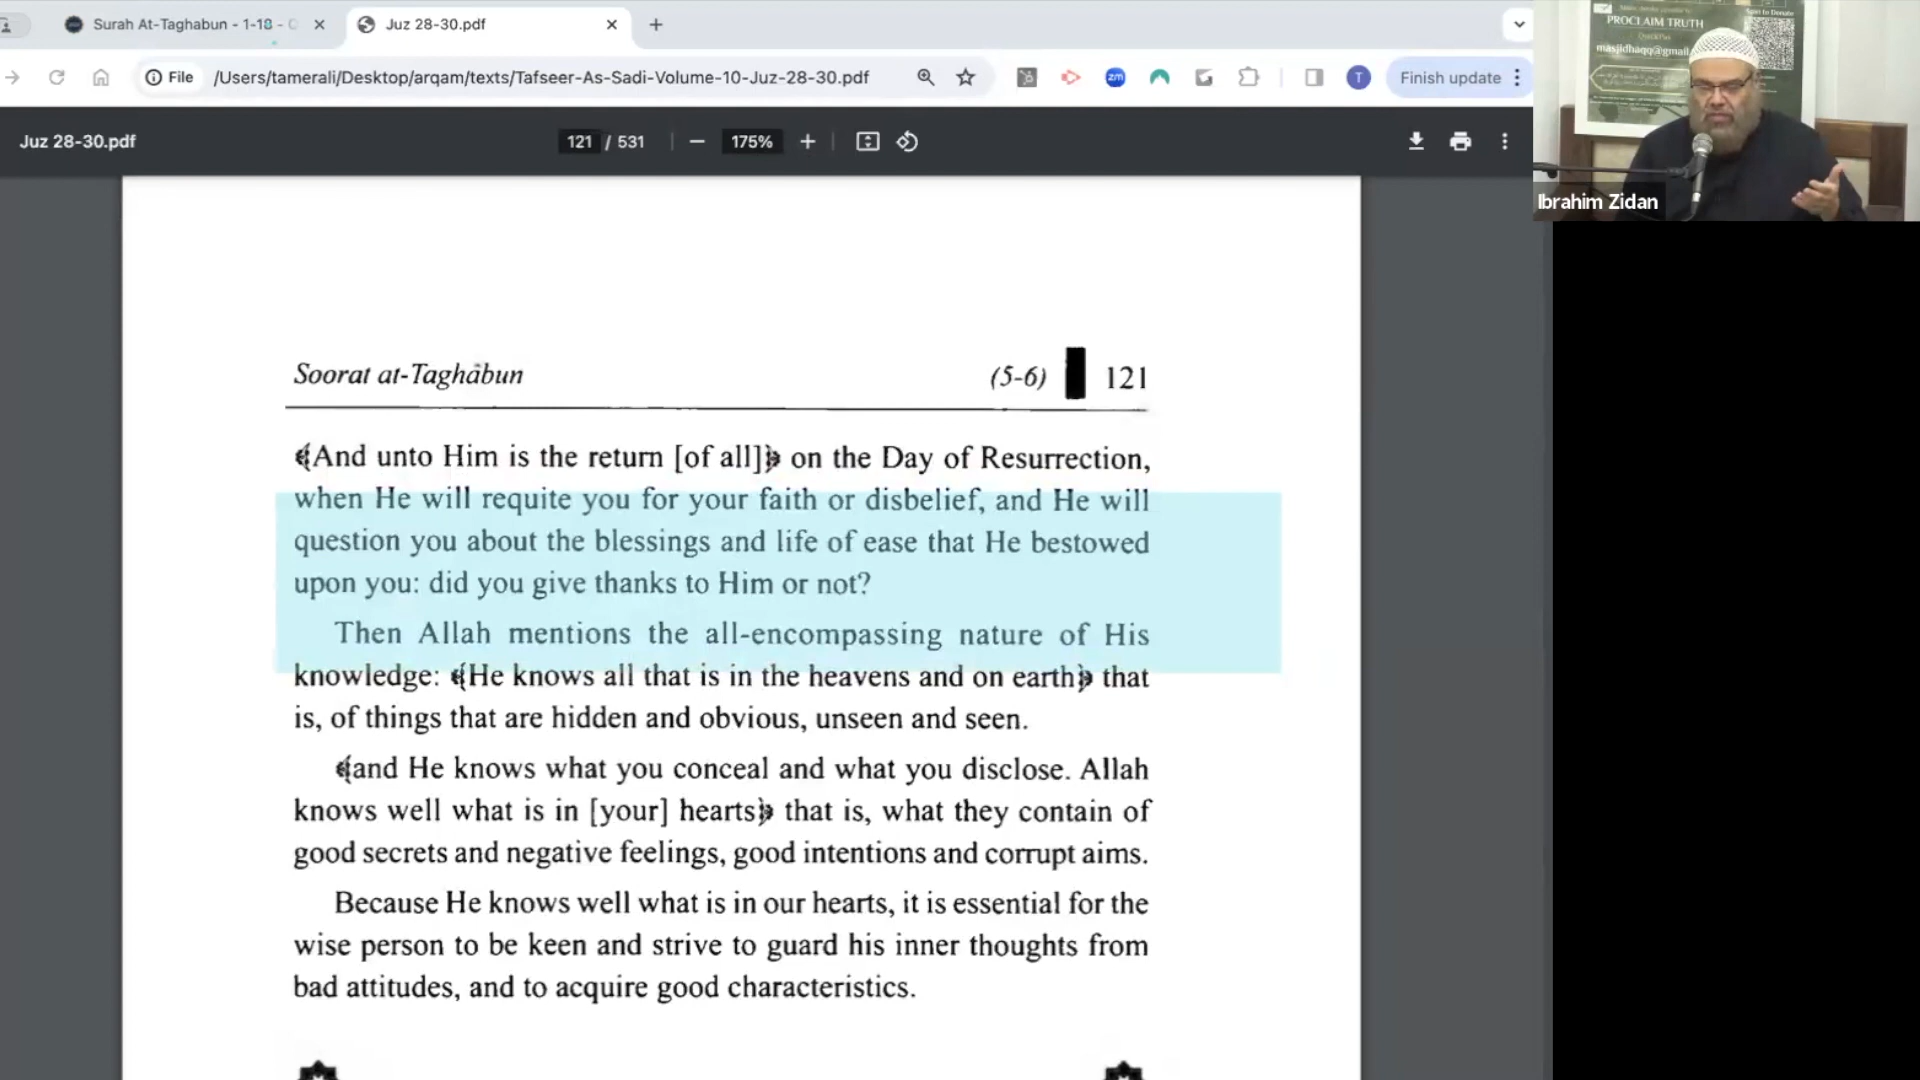 Surah At-Taghabun - 1-18 -
Juz 28-30.pdf
File
/Users/tamerali/Desktop/arqam/texts/Tafseer-As-Sadi-Volume-10-Juz-28-30.pdf
zm
T
Finish update
Juz 28-30.pdf
121 / 531
175%
PROCLAIM TRUTH
masjidhaqq@gmail.
Ibrahim Zidan
Soorat at-Taghâbun
(5-6)
121
﴾And unto Him is the return [of all]﴿ on the Day of Resurrection,
when He will requite you for your faith or disbelief, and He will
question you about the blessings and life of ease that He bestowed
upon you: did you give thanks to Him or not?
Then Allah mentions the all-encompassing nature of His
knowledge: ﴾He knows all that is in the heavens and on earth﴿ that
is, of things that are hidden and obvious, unseen and seen.
﴾and He knows what you conceal and what you disclose. Allah
knows well what is in [your] hearts﴿ that is, what they contain of
good secrets and negative feelings, good intentions and corrupt aims.
Because He knows well what is in our hearts, it is essential for the
wise person to be keen and strive to guard his inner thoughts from
bad attitudes, and to acquire good characteristics.